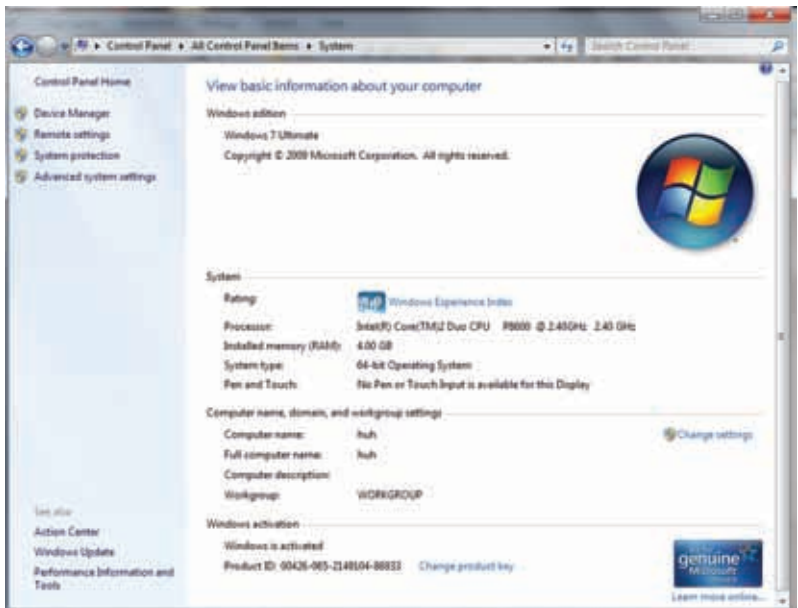 Control Panel ▸ All Control Panel Items ▸ System
Search Control Panel
Control Panel Home
Device Manager
Remote settings
System protection
Advanced system settings
View basic information about your computer
Windows edition
Windows 7 Ultimate
Copyright © 2009 Microsoft Corporation. All rights reserved.
System
Rating: Windows Experience Index
Processor: Intel(R) Core(TM)2 Duo CPU P8600 @ 2.40GHz 2.40 GHz
Installed memory (RAM): 4.00 GB
System type: 64-bit Operating System
Pen and Touch: No Pen or Touch Input is available for this Display
Computer name, domain, and workgroup settings
Computer name: huh
Change settings
Full computer name: huh
Computer description:
Workgroup: WORKGROUP
Windows activation
Windows is activated
Product ID: Change product key
See also
Action Center
Windows Update
Performance Information and
Tools
genuine
Microsoft
Learn more online...